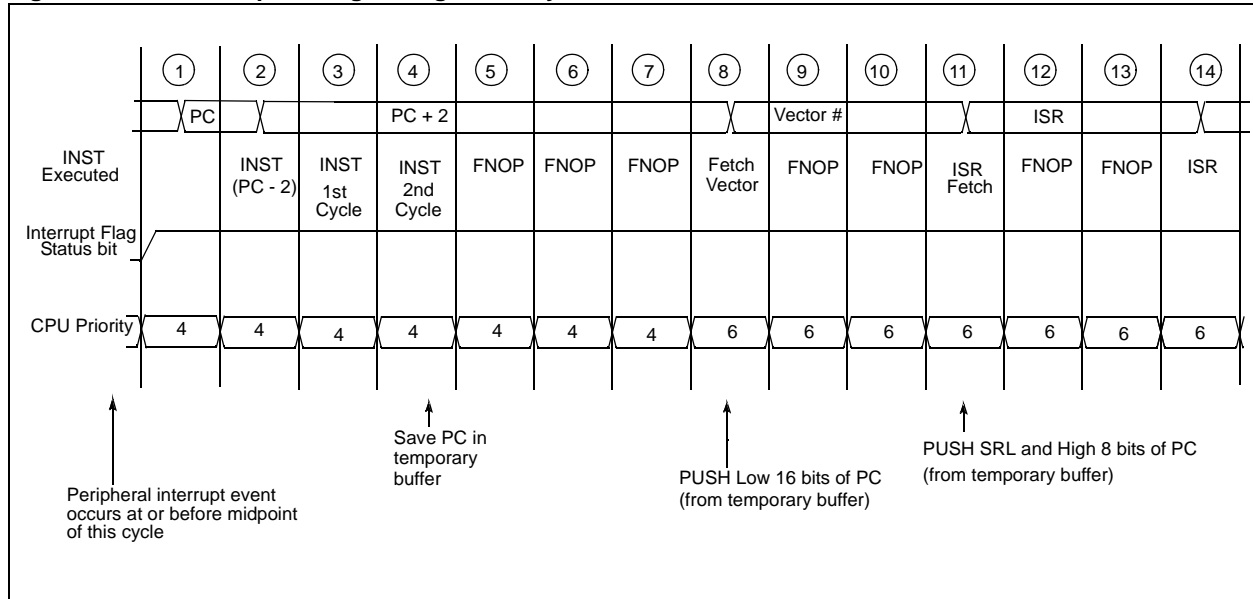 1 2 3 4 5 6 7 8 9 10 11 12 13 14
PC PC + 2 Vector # ISR
INST
Executed
INST
(PC - 2)
INST
1st
Cycle
INST
2nd
Cycle
FNOP
FNOP
FNOP
Fetch
Vector
FNOP
FNOP
ISR
Fetch
FNOP
FNOP
ISR
Interrupt Flag
Status bit
CPU Priority 4 4 4 4 4 4 4 6 6 6 6 6 6 6
Save PC in
temporary
buffer
PUSH SRL and High 8 bits of PC
(from temporary buffer)
PUSH Low 16 bits of PC
(from temporary buffer)
Peripheral interrupt event
occurs at or before midpoint
of this cycle